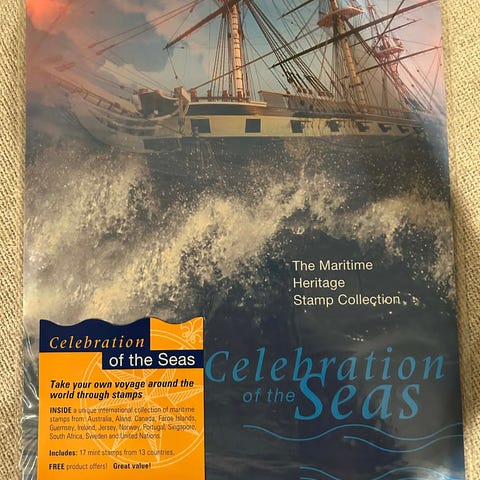 The Maritime
Heritage
Stamp Collection
Celebration
of the Seas
Celebration
of the Seas
Take your own voyage around the
world through stamps
INSIDE a unique international collection of maritime
stamps from: Australia, Aland, Canada, Faroe Islands,
Guernsey, Ireland, Jersey, Norway, Portugal, Singapore,
South Africa, Sweden and United Nations.
Includes: 17 mint stamps from 13 countries.
FREE product offers! Great value!